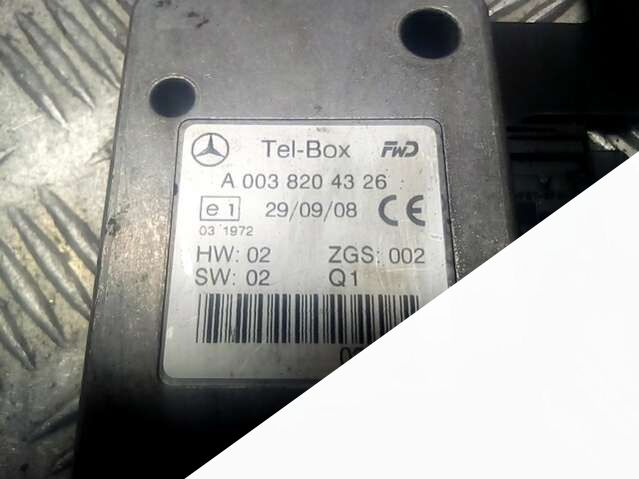 Tel-Box FWD
A 003 820 43 26
e1 29/09/08 CE
03 1972
HW: 02 ZGS: 002
SW: 02 Q1